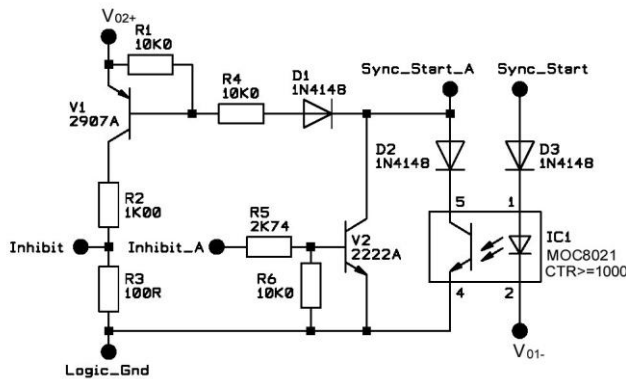 V02+
R1
10K0
V1
2907A
R4
10K0
D1
1N4148
Sync_Start_A
Sync_Start
D2
1N4148
D3
1N4148
R2
1K00
Inhibit
Inhibit_A
R5
2K74
V2
2222A
5
1
IC1
MOC8021
CTR>=1000
4
2
R3
100R
R6
10K0
Logic_Gnd
V01-